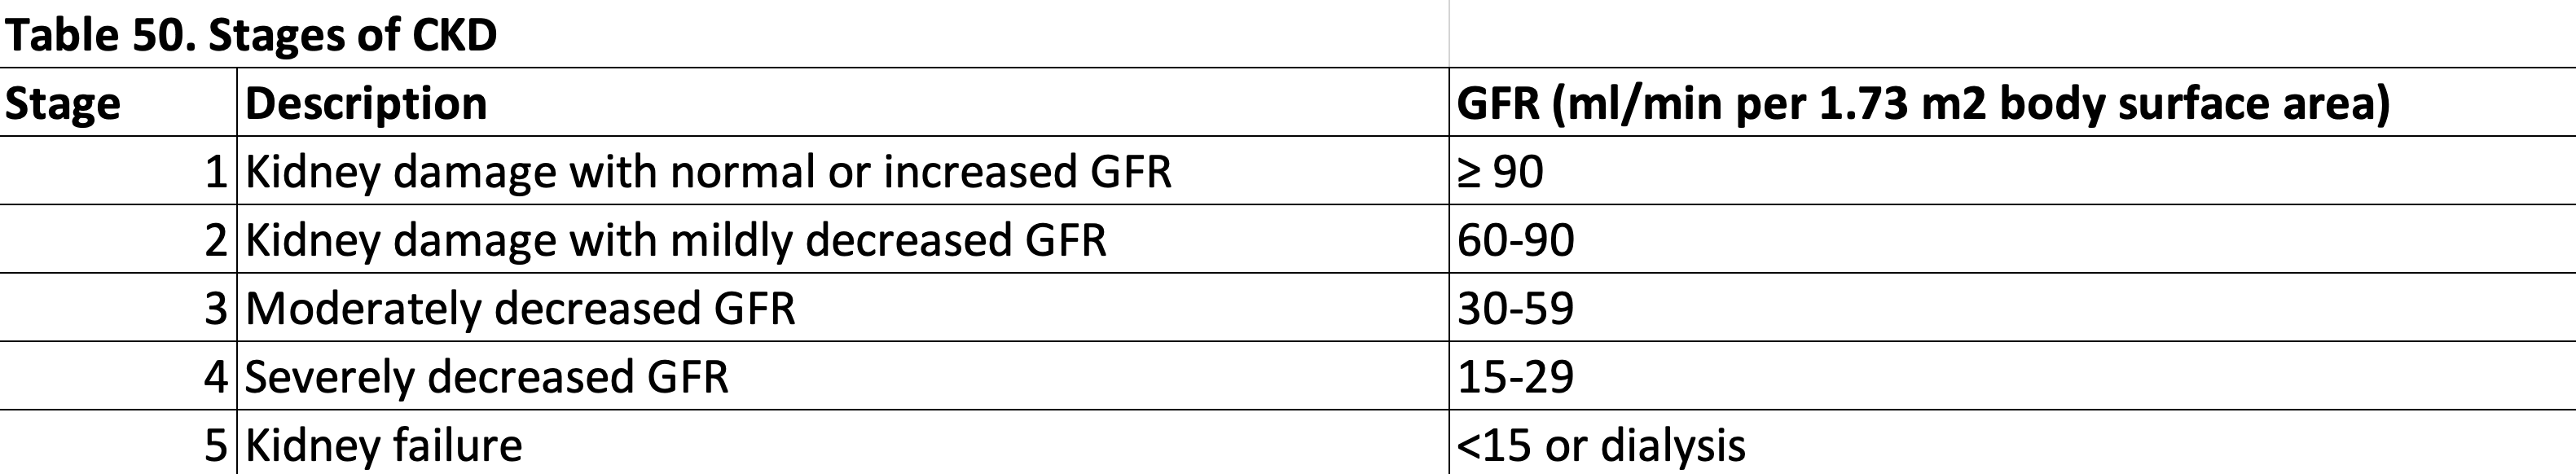 Table 50. Stages of CKD
Stage Description GFR (ml/min per 1.73 m2 body surface area)
1 Kidney damage with normal or increased GFR ≥ 90
2 Kidney damage with mildly decreased GFR 60-90
3 Moderately decreased GFR 30-59
4 Severely decreased GFR 15-29
5 Kidney failure <15 or dialysis